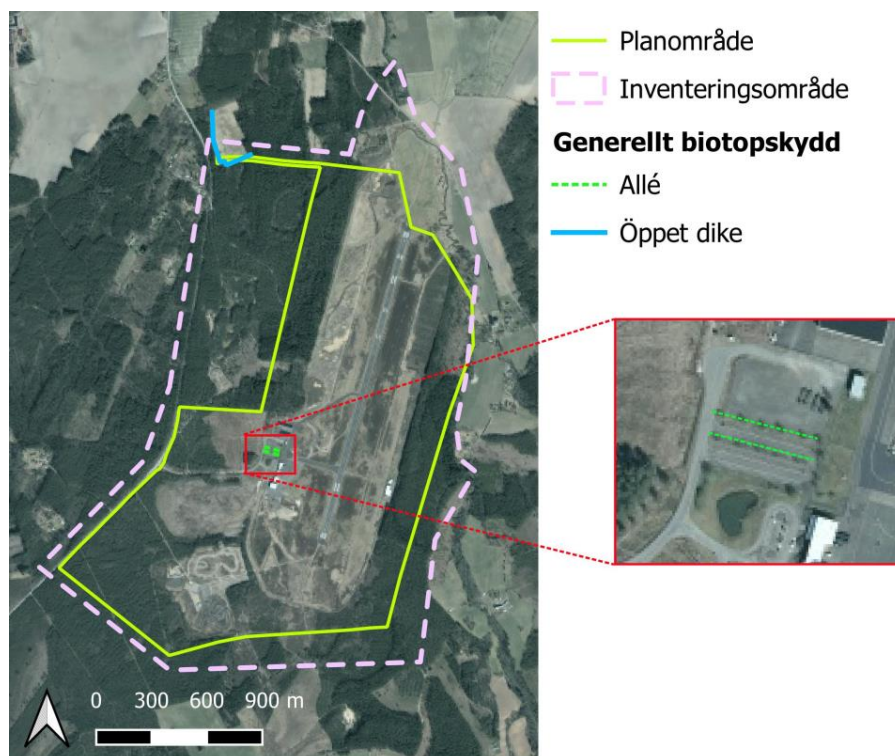 Planområde
Inventeringsområde
Generellt biotopskydd
Allé
Öppet dike
0 300 600 900 m